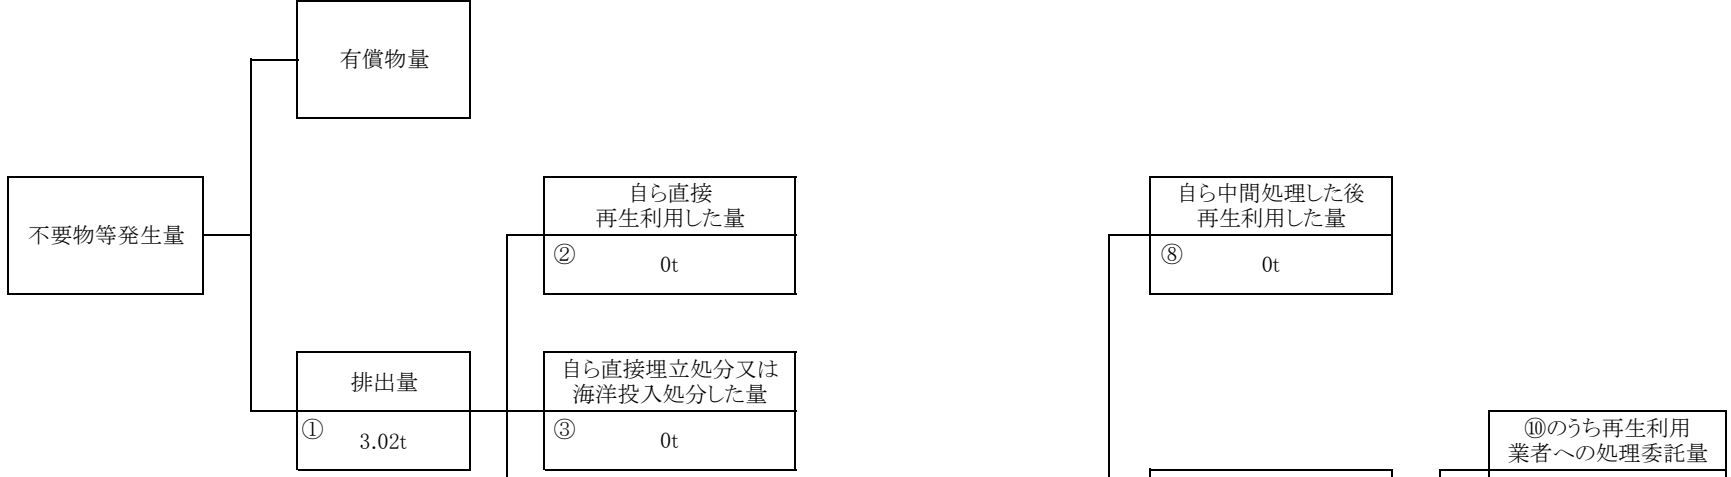 有償物量
不要物等発生量
自ら直接
再生利用した量
②
0t
自ら中間処理した後
再生利用した量
⑧
0t
排出量
①
3.02t
自ら直接埋立処分又は
海洋投入処分した量
③
0t
⑩のうち再生利用
業者への処理委託量